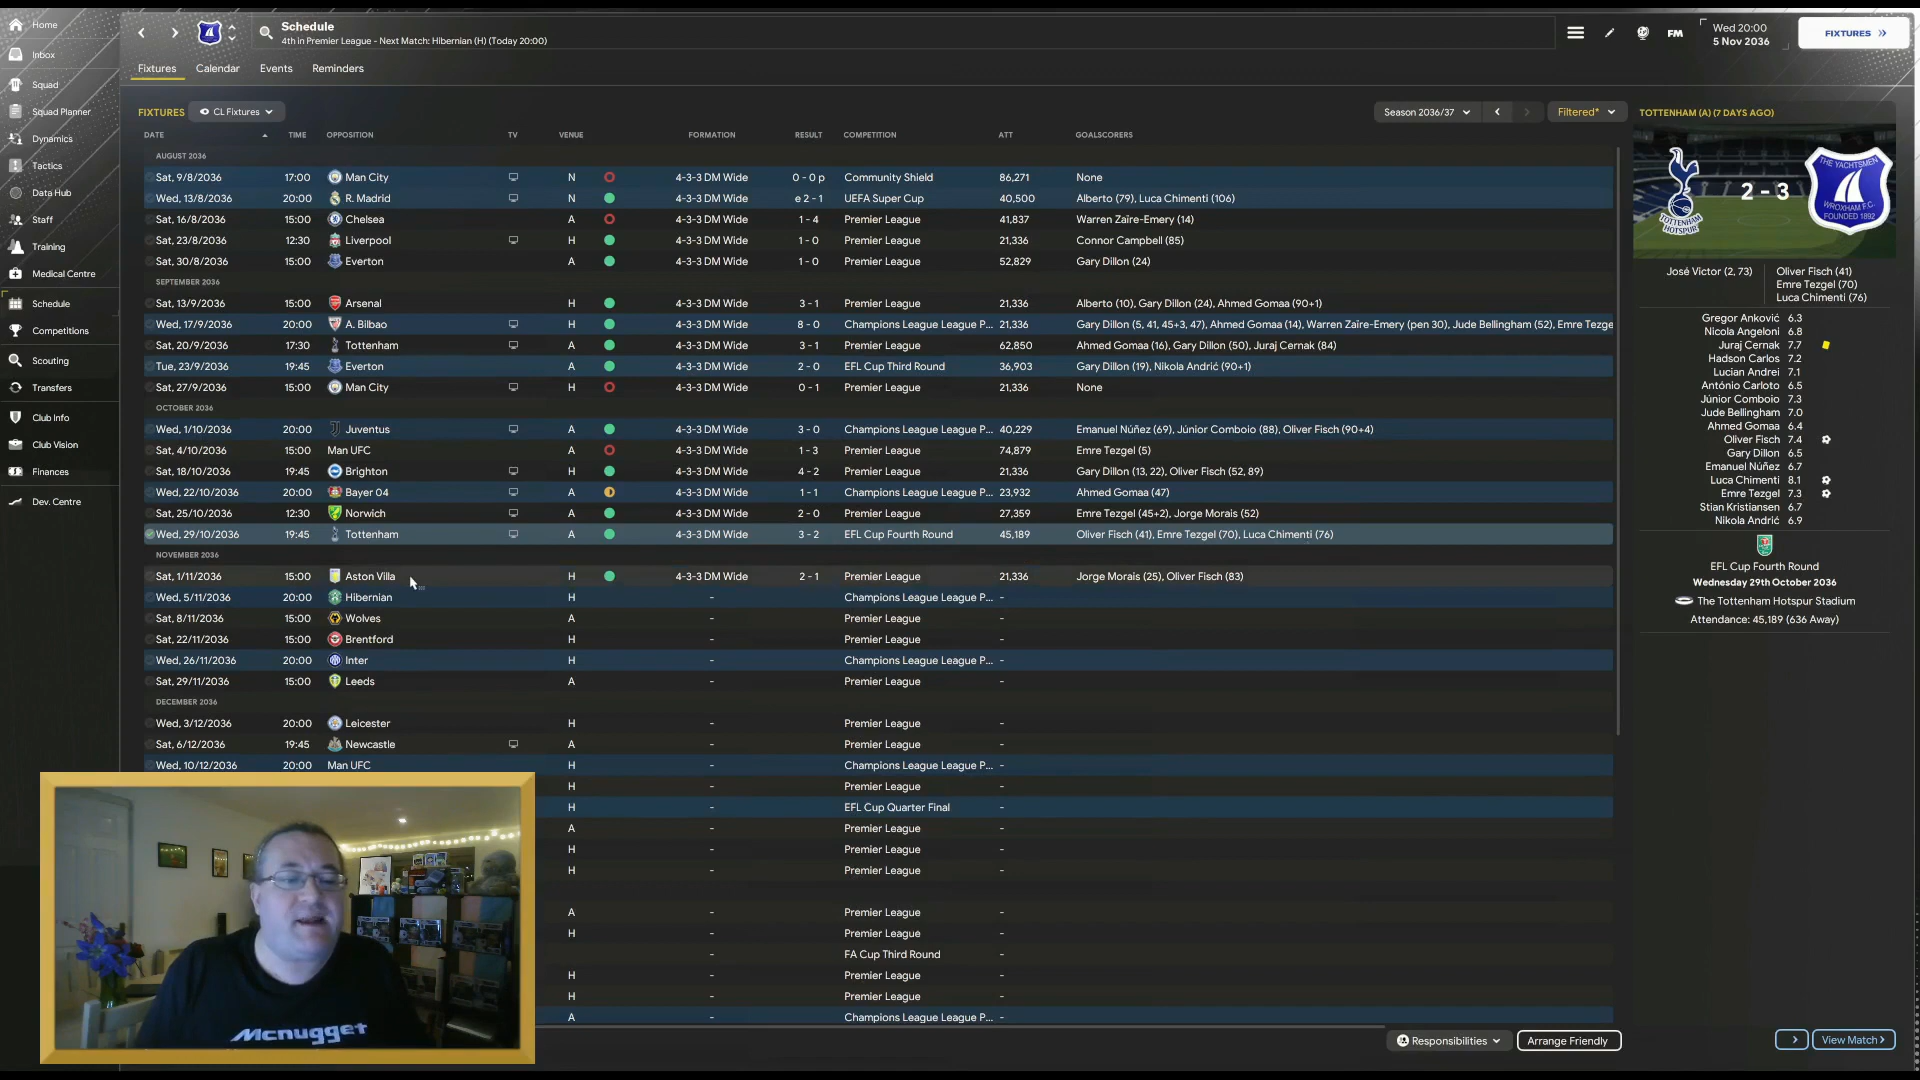 Home
Inbox
Squad
Squad Planner
Dynamics
Tactics
Data Hub
Staff
Training
Medical Centre
Schedule
Competitions
Scouting
Transfers
Club Info
Club Vision
Finances
Dev. Centre
Schedule
4th in Premier League - Next Match: Hibernian (H) (Today 20:00)
FM
Wed 20:00
5 Nov 2036
FIXTURES
Fixtures Calendar Events Reminders
FIXTURES CL Fixtures Season 2036/37 Filtered*
DATE TIME OPPOSITION TV VENUE FORMATION RESULT COMPETITION ATT GOALSCORERS
AUGUST 2036
Sat, 9/8/2036 17:00 Man City N 4-3-3 DM Wide 0 - 0 p Community Shield 86,271 None
Wed, 13/8/2036 20:00 R. Madrid N 4-3-3 DM Wide e 2 - 1 UEFA Super Cup 40,500 Alberto (79), Luca Chimenti (106)
Sat, 16/8/2036 15:00 Chelsea A 4-3-3 DM Wide 1 - 4 Premier League 41,837 Warren Zaïre-Emery (14)
Sat, 23/8/2036 12:30 Liverpool H 4-3-3 DM Wide 1 - 0 Premier League 21,336 Connor Campbell (85)
Sat, 30/8/2036 15:00 Everton A 4-3-3 DM Wide 1 - 0 Premier League 52,829 Gary Dillon (24)
SEPTEMBER 2036
Sat, 13/9/2036 15:00 Arsenal H 4-3-3 DM Wide 3 - 1 Premier League 21,336 Alberto (10), Gary Dillon (24), Ahmed Gomaa (90+1)
Wed, 17/9/2036 20:00 A. Bilbao H 4-3-3 DM Wide 8 - 0 Champions League League P... 21,336 Gary Dillon (5, 41, 45+3, 47), Ahmed Gomaa (14), Warren Zaïre-Emery (pen 30), Jude Bellingham (52), Emre Tezge
Sat, 20/9/2036 17:30 Tottenham A 4-3-3 DM Wide 3 - 1 Premier League 62,850 Ahmed Gomaa (16), Gary Dillon (50), Juraj Cernak (84)
Tue, 23/9/2036 19:45 Everton A 4-3-3 DM Wide 2 - 0 EFL Cup Third Round 36,903 Gary Dillon (19), Nikola Andrić (90+1)
Sat, 27/9/2036 15:00 Man City H 4-3-3 DM Wide 0 - 1 Premier League 21,336 None
OCTOBER 2036
Wed, 1/10/2036 20:00 Juventus A 4-3-3 DM Wide 3 - 0 Champions League League P... 40,229 Emanuel Núñez (69), Júnior Comboio (88), Oliver Fisch (90+4)
Sat, 4/10/2036 15:00 Man UFC A 4-3-3 DM Wide 1 - 3 Premier League 74,879 Emre Tezgel (5)
Sat, 18/10/2036 19:45 Brighton H 4-3-3 DM Wide 4 - 2 Premier League 21,336 Gary Dillon (13, 22), Oliver Fisch (52, 89)
Wed, 22/10/2036 20:00 Bayer 04 A 4-3-3 DM Wide 1 - 1 Champions League League P... 23,932 Ahmed Gomaa (47)
Sat, 25/10/2036 12:30 Norwich A 4-3-3 DM Wide 2 - 0 Premier League 27,359 Emre Tezgel (45+2), Jorge Morais (52)
Wed, 29/10/2036 19:45 Tottenham A 4-3-3 DM Wide 3 - 2 EFL Cup Fourth Round 45,189 Oliver Fisch (41), Emre Tezgel (70), Luca Chimenti (76)
NOVEMBER 2036
Sat, 1/11/2036 15:00 Aston Villa H 4-3-3 DM Wide 2 - 1 Premier League 21,336 Jorge Morais (25), Oliver Fisch (83)
Wed, 5/11/2036 20:00 Hibernian H - Champions League League P... -
Sat, 8/11/2036 15:00 Wolves A - Premier League -
Sat, 22/11/2036 15:00 Brentford H - Premier League -
Wed, 26/11/2036 20:00 Inter H - Champions League League P... -
Sat, 29/11/2036 15:00 Leeds A - Premier League -
DECEMBER 2036
Wed, 3/12/2036 20:00 Leicester H - Premier League -
Sat, 6/12/2036 19:45 Newcastle A - Premier League -
Wed, 10/12/2036 20:00 Man UFC H - Champions League League P... -
H - Premier League -
H - EFL Cup Quarter Final -
A - Premier League -
H - Premier League -
H - Premier League -
A - Premier League -
H - Premier League -
- FA Cup Third Round -
H - Premier League -
H - Premier League -
A - Champions League League P... -
Mcnugget
Responsibilities Arrange Friendly
TOTTENHAM (A) (7 DAYS AGO)
TOTTENHAM
HOTSPUR
2 - 3
THE YACHTSMEN
WROXHAM F.C.
FOUNDED 1892
José Victor (2, 73) Oliver Fisch (41)
Emre Tezgel (70)
Luca Chimenti (76)
Gregor Anković 6.3
Nicola Angeloni 6.8
Juraj Cernak 7.7
Hadson Carlos 7.2
Lucian Andrei 7.1
António Carloto 6.5
Júnior Comboio 7.3
Jude Bellingham 7.0
Ahmed Gomaa 6.4
Oliver Fisch 7.4
Gary Dillon 6.5
Emanuel Núñez 6.7
Luca Chimenti 8.1
Emre Tezgel 7.3
Stian Kristiansen 6.7
Nikola Andrić 6.9
EFL Cup Fourth Round
Wednesday 29th October 2036
The Tottenham Hotspur Stadium
Attendance: 45,189 (636 Away)
View Match